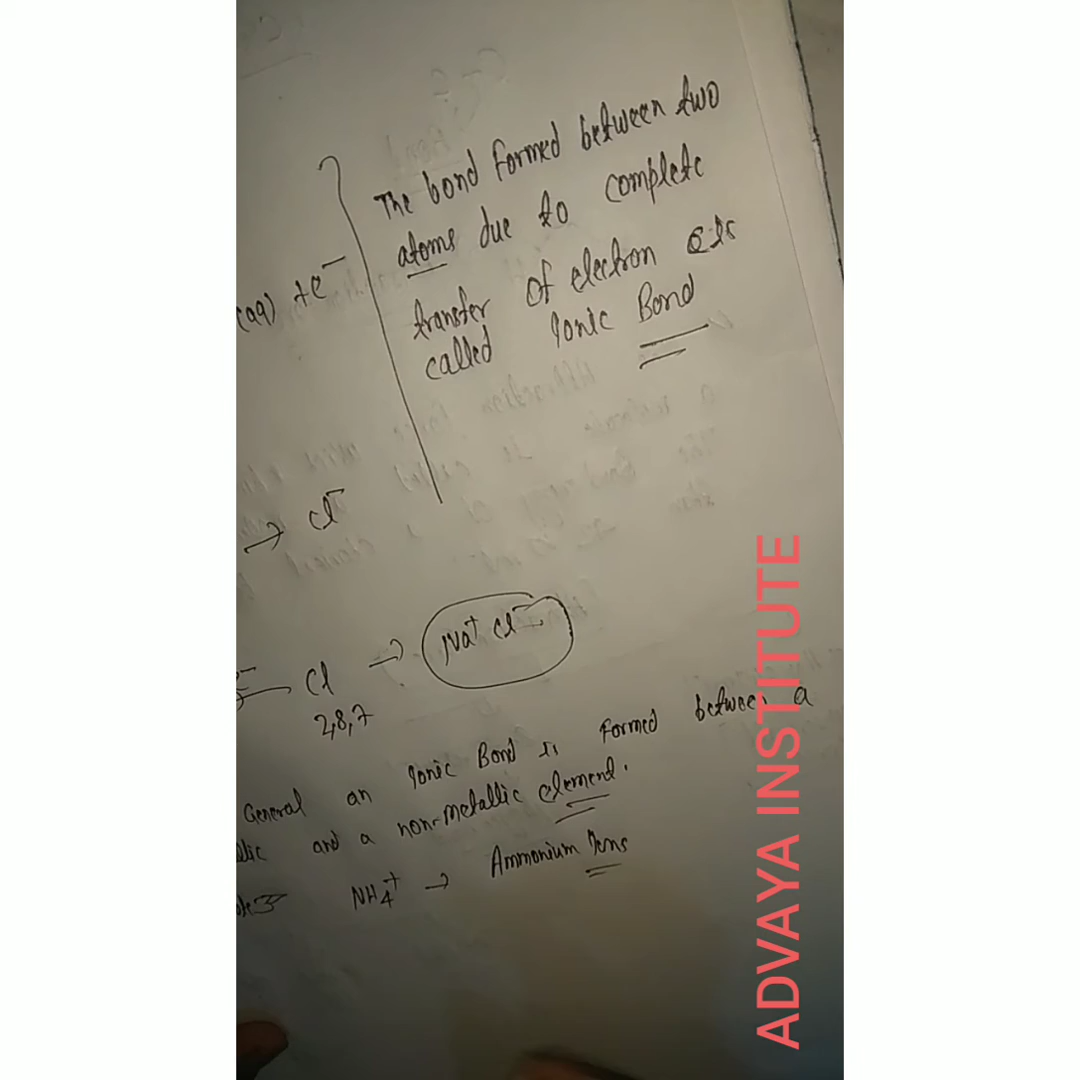 The bond formed between two
atoms due to complete
transfer of electron is
called Ionic Bond
(aq) + e⁻
→ Cl⁻
Cl → Na⁺ Cl⁻
2,8,7
General an Ionic Bond is formed between a
and a non-metallic element.
NH₄⁺ → Ammonium Ions
ADVAYA INSTITUTE